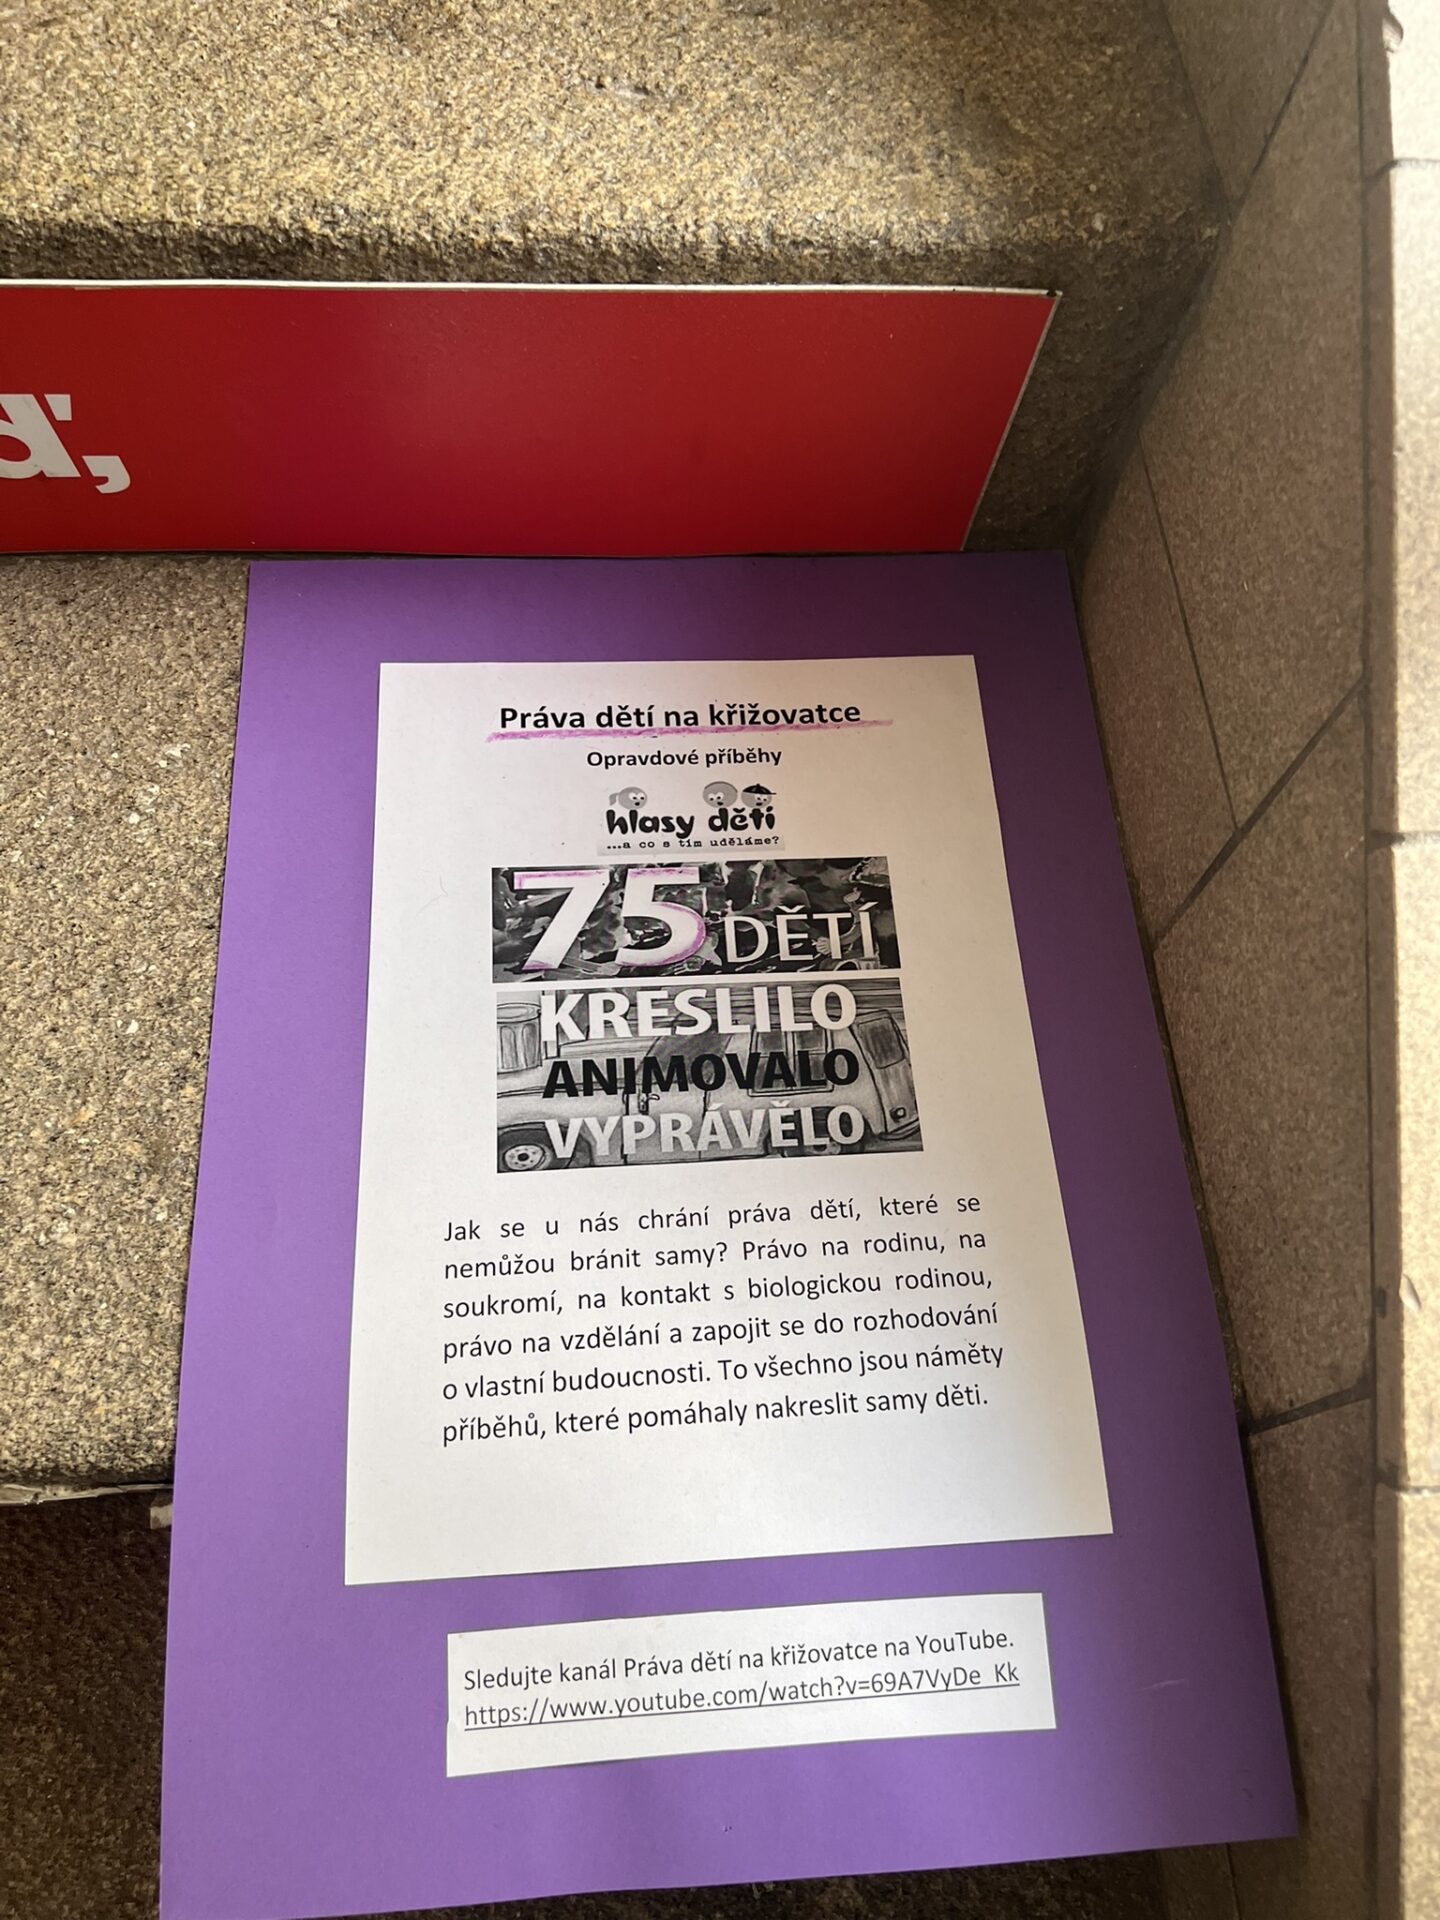 ď,
Práva dětí na křižovatce
Opravdové příběhy
hlasy dětí
...a co s tím uděláme?
75 DĚTÍ
KRESLILO
ANIMOVALO
VYPRÁVĚLO
Jak se u nás chrání práva dětí, které se
nemůžou bránit samy? Právo na rodinu, na
soukromí, na kontakt s biologickou rodinou,
právo na vzdělání a zapojit se do rozhodování
o vlastní budoucnosti. To všechno jsou náměty
příběhů, které pomáhaly nakreslit samy děti.
Sledujte kanál Práva dětí na křižovatce na YouTube.
https://www.youtube.com/watch?v=69A7VyDe_Kk